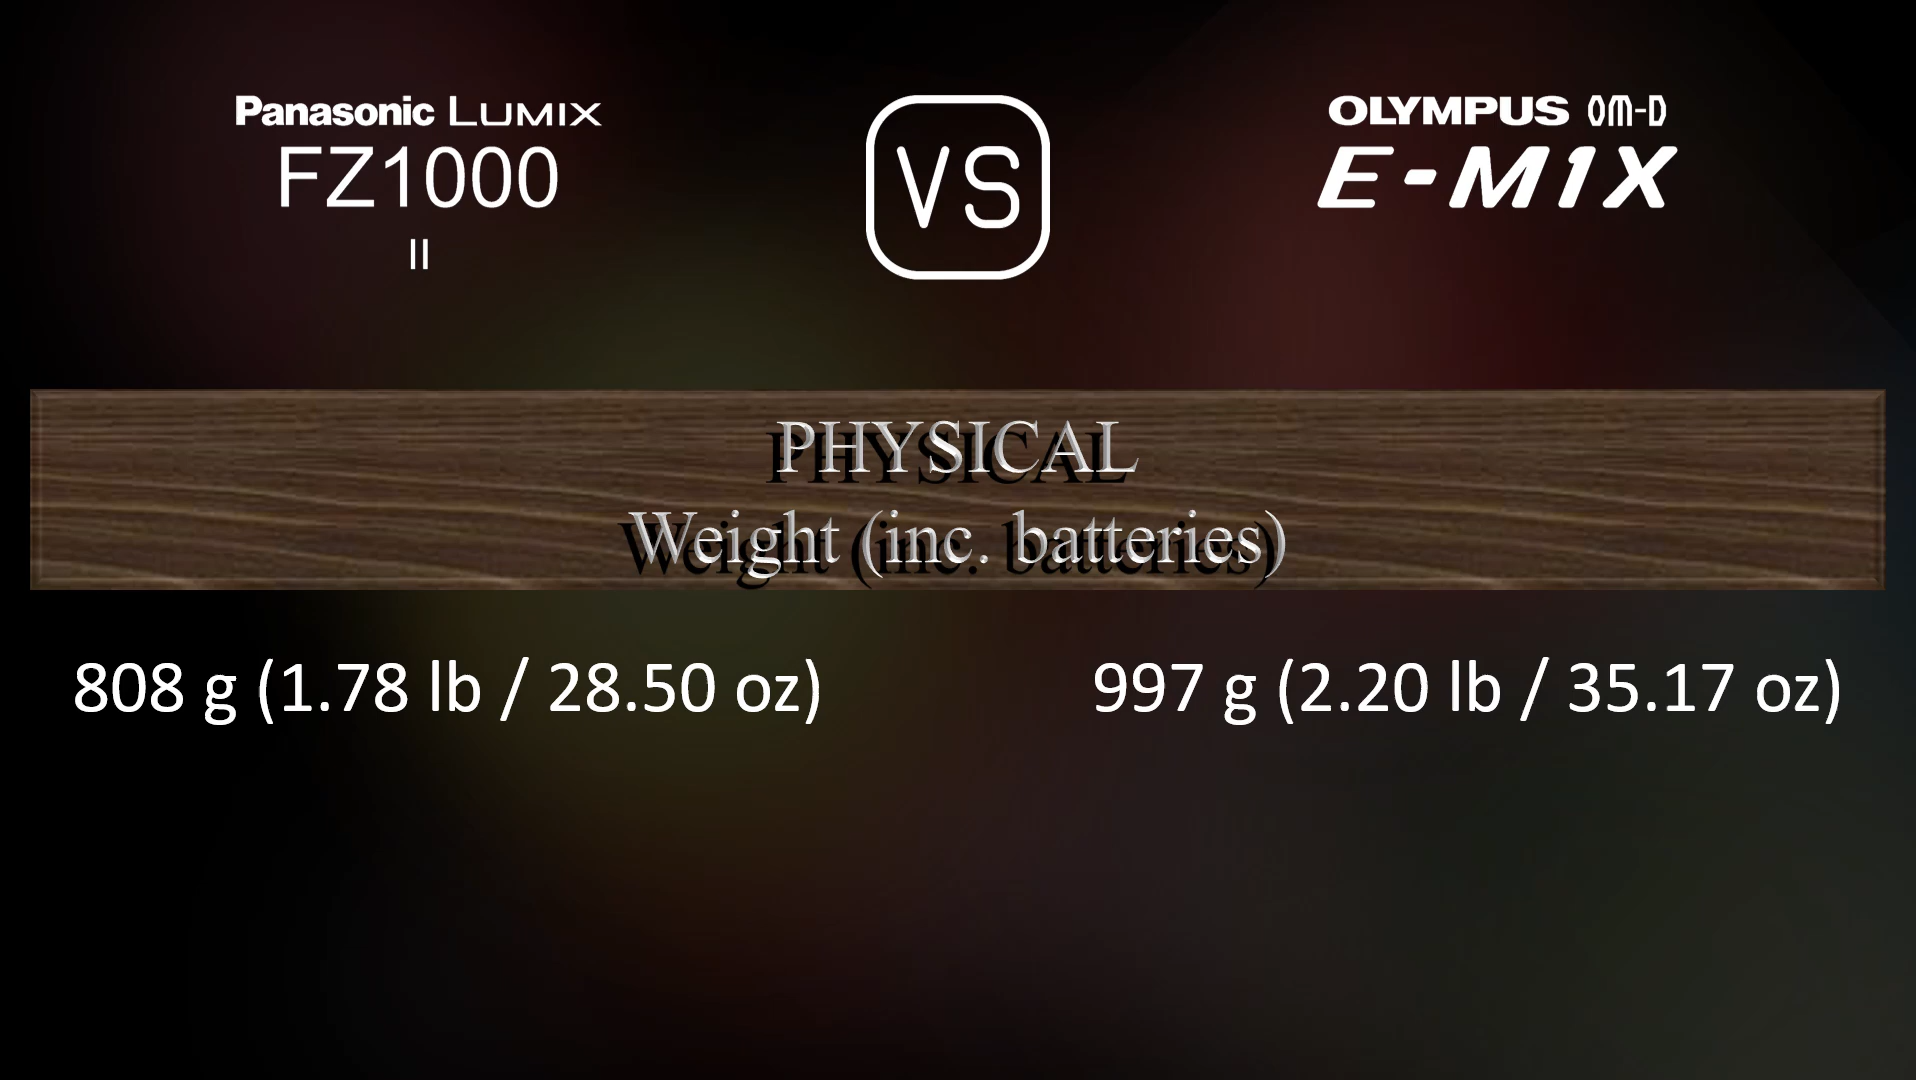 Panasonic LUMIX
FZ1000
II
VS
OLYMPUS OM-D
E-M1X
PHYSICAL
Weight (inc. batteries)
808 g (1.78 lb / 28.50 oz)
997 g (2.20 lb / 35.17 oz)